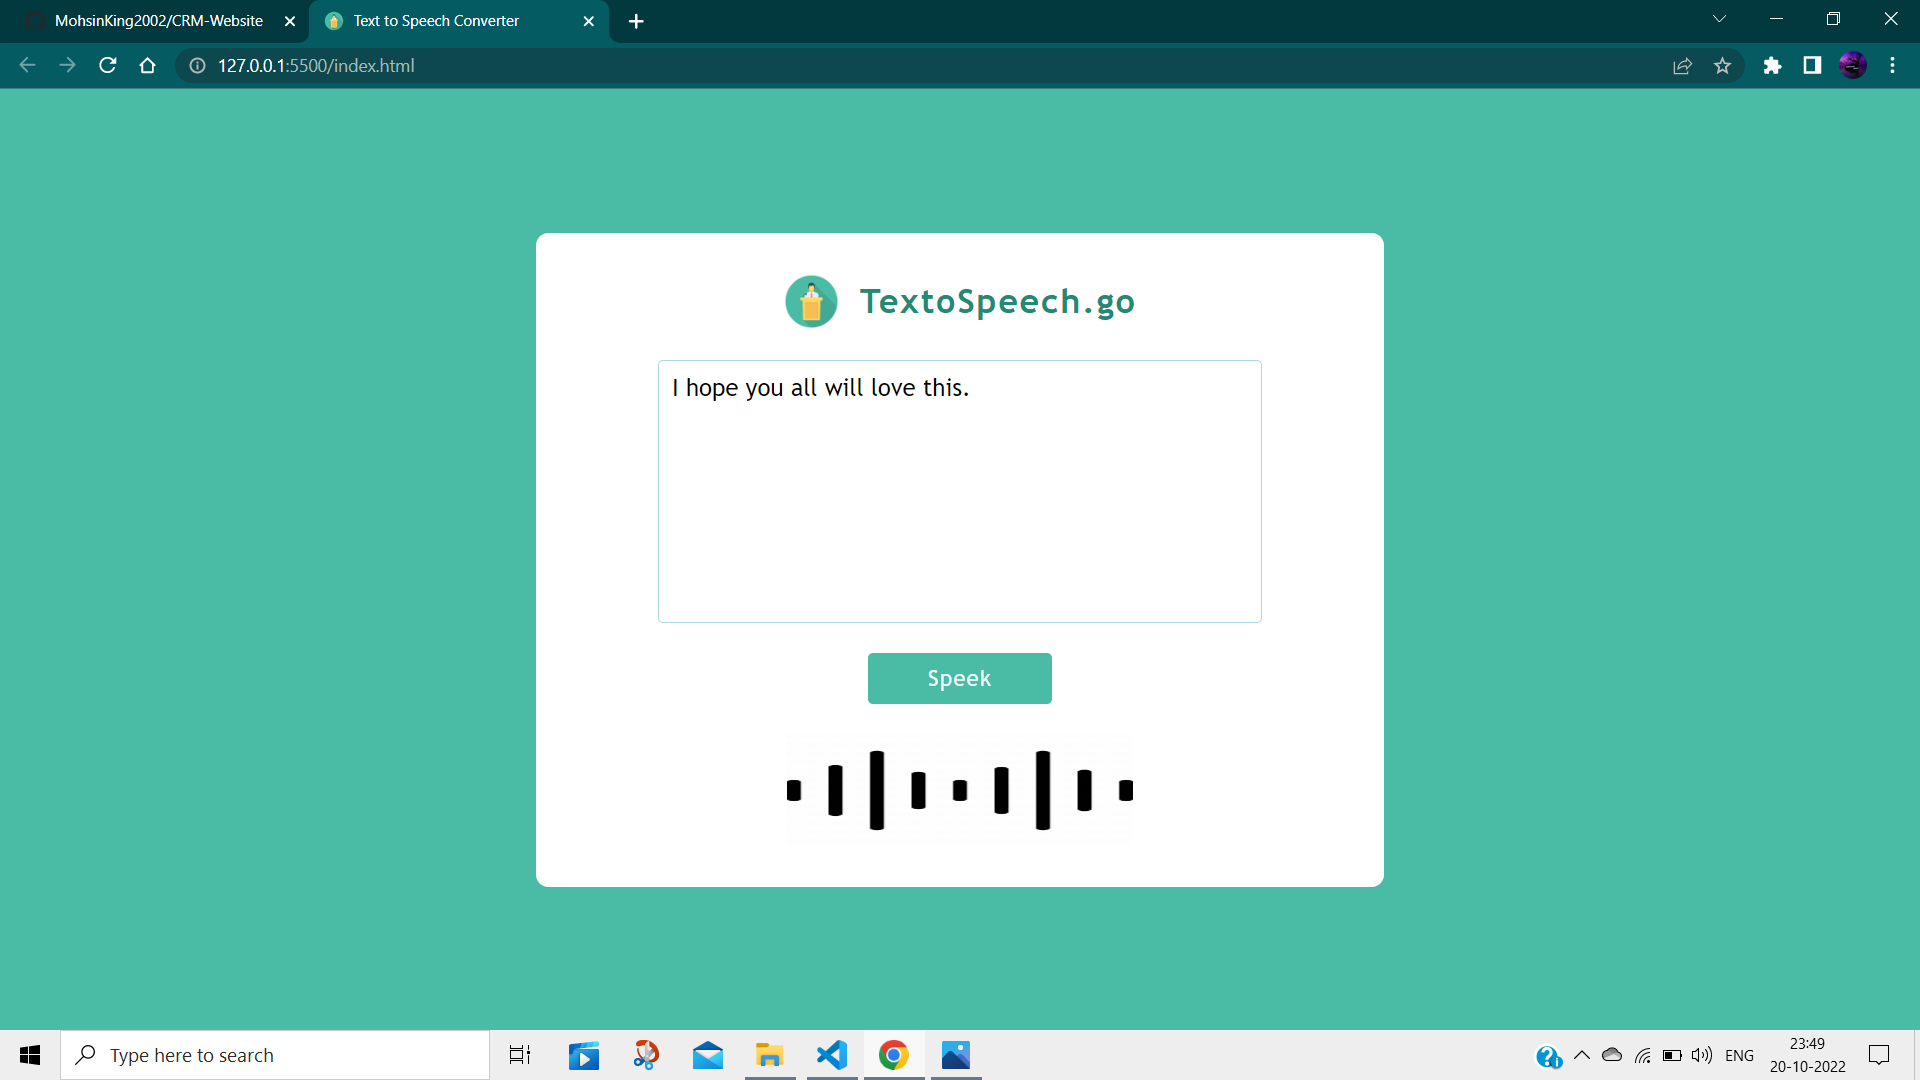 MohsinKing2002/CRM-Website
Text to Speech Converter
127.0.0.1:5500/index.html
TextoSpeech.go
I hope you all will love this.
Speek
Type here to search
ENG
23:49
20-10-2022